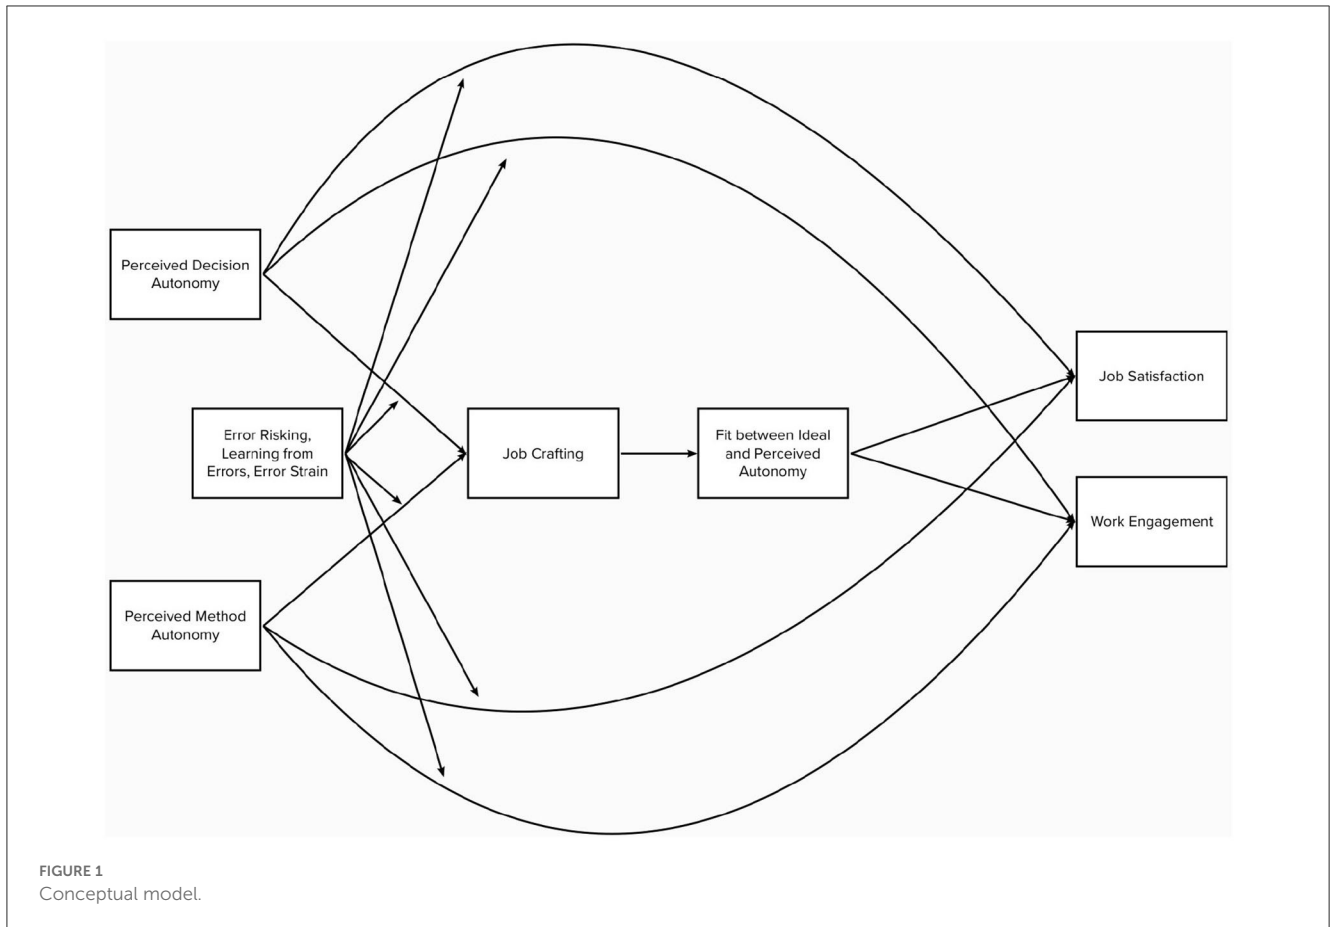 Perceived Decision
Autonomy
Job Satisfaction
Error Risking,
Learning from
Errors, Error Strain
Job Crafting
Fit between Ideal
and Perceived
Autonomy
Work Engagement
Perceived Method
Autonomy
FIGURE 1
Conceptual model.